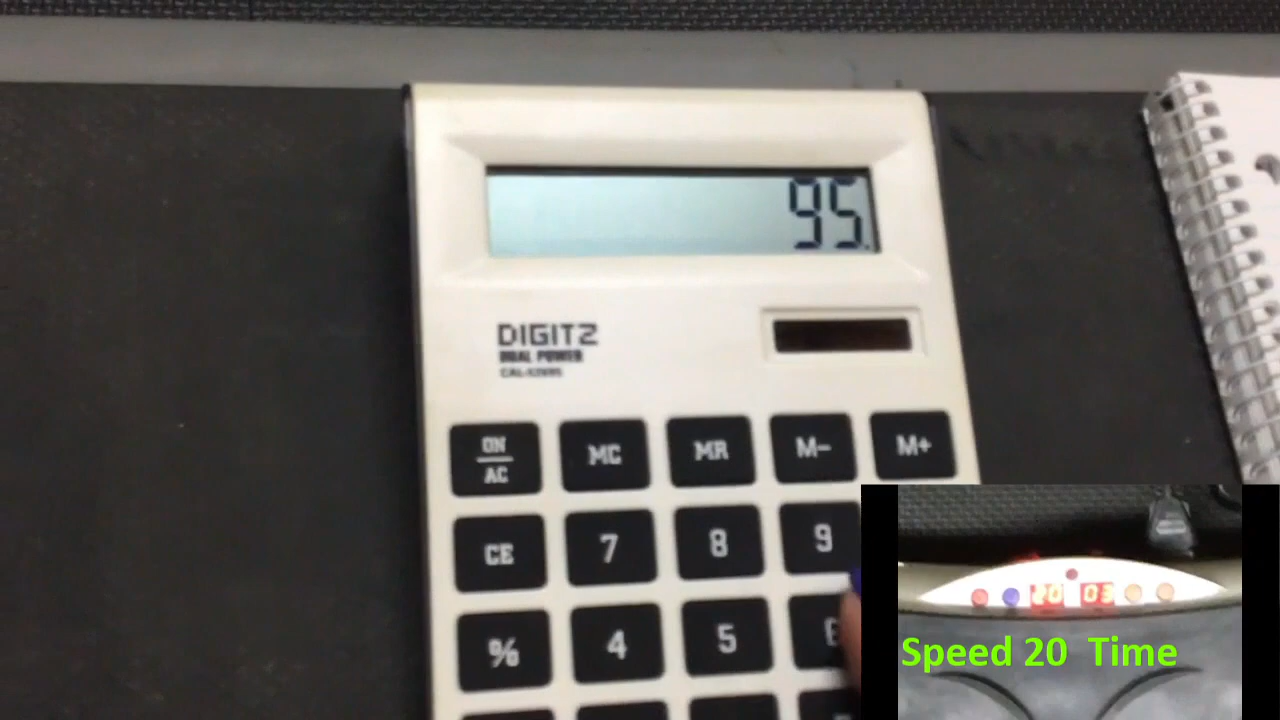 95.
DIGITZ
DUAL POWER
ON
AC
MC
MR
M−
M+
CE
7
8
9
%
4
5
20 03
Speed 20 Time